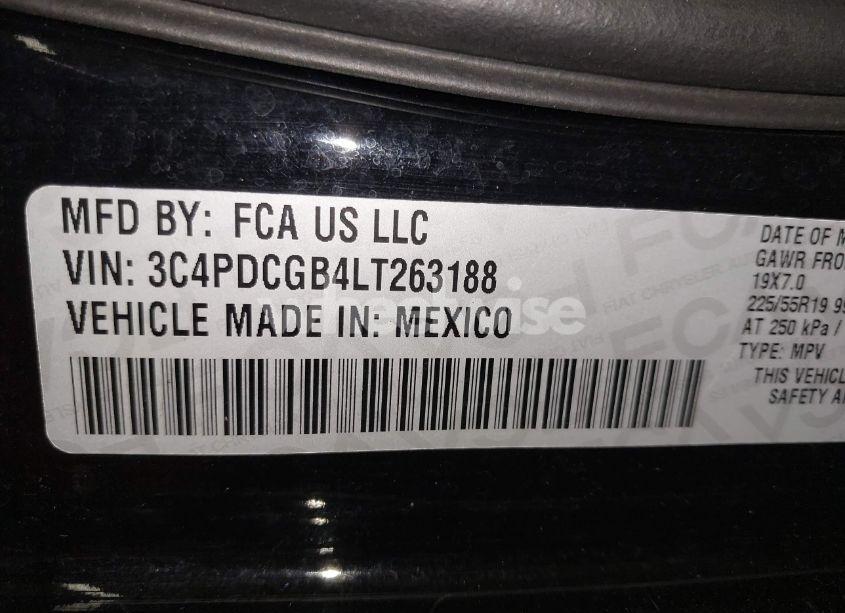 MFD BY: FCA US LLC
VIN: 3C4PDCGB4LT263188
VEHICLE MADE IN: MEXICO
DATE OF M
GAWR FRO
19X7.0
225/55R19 99
AT 250 kPa /
TYPE: MPV
THIS VEHICL
SAFETY A